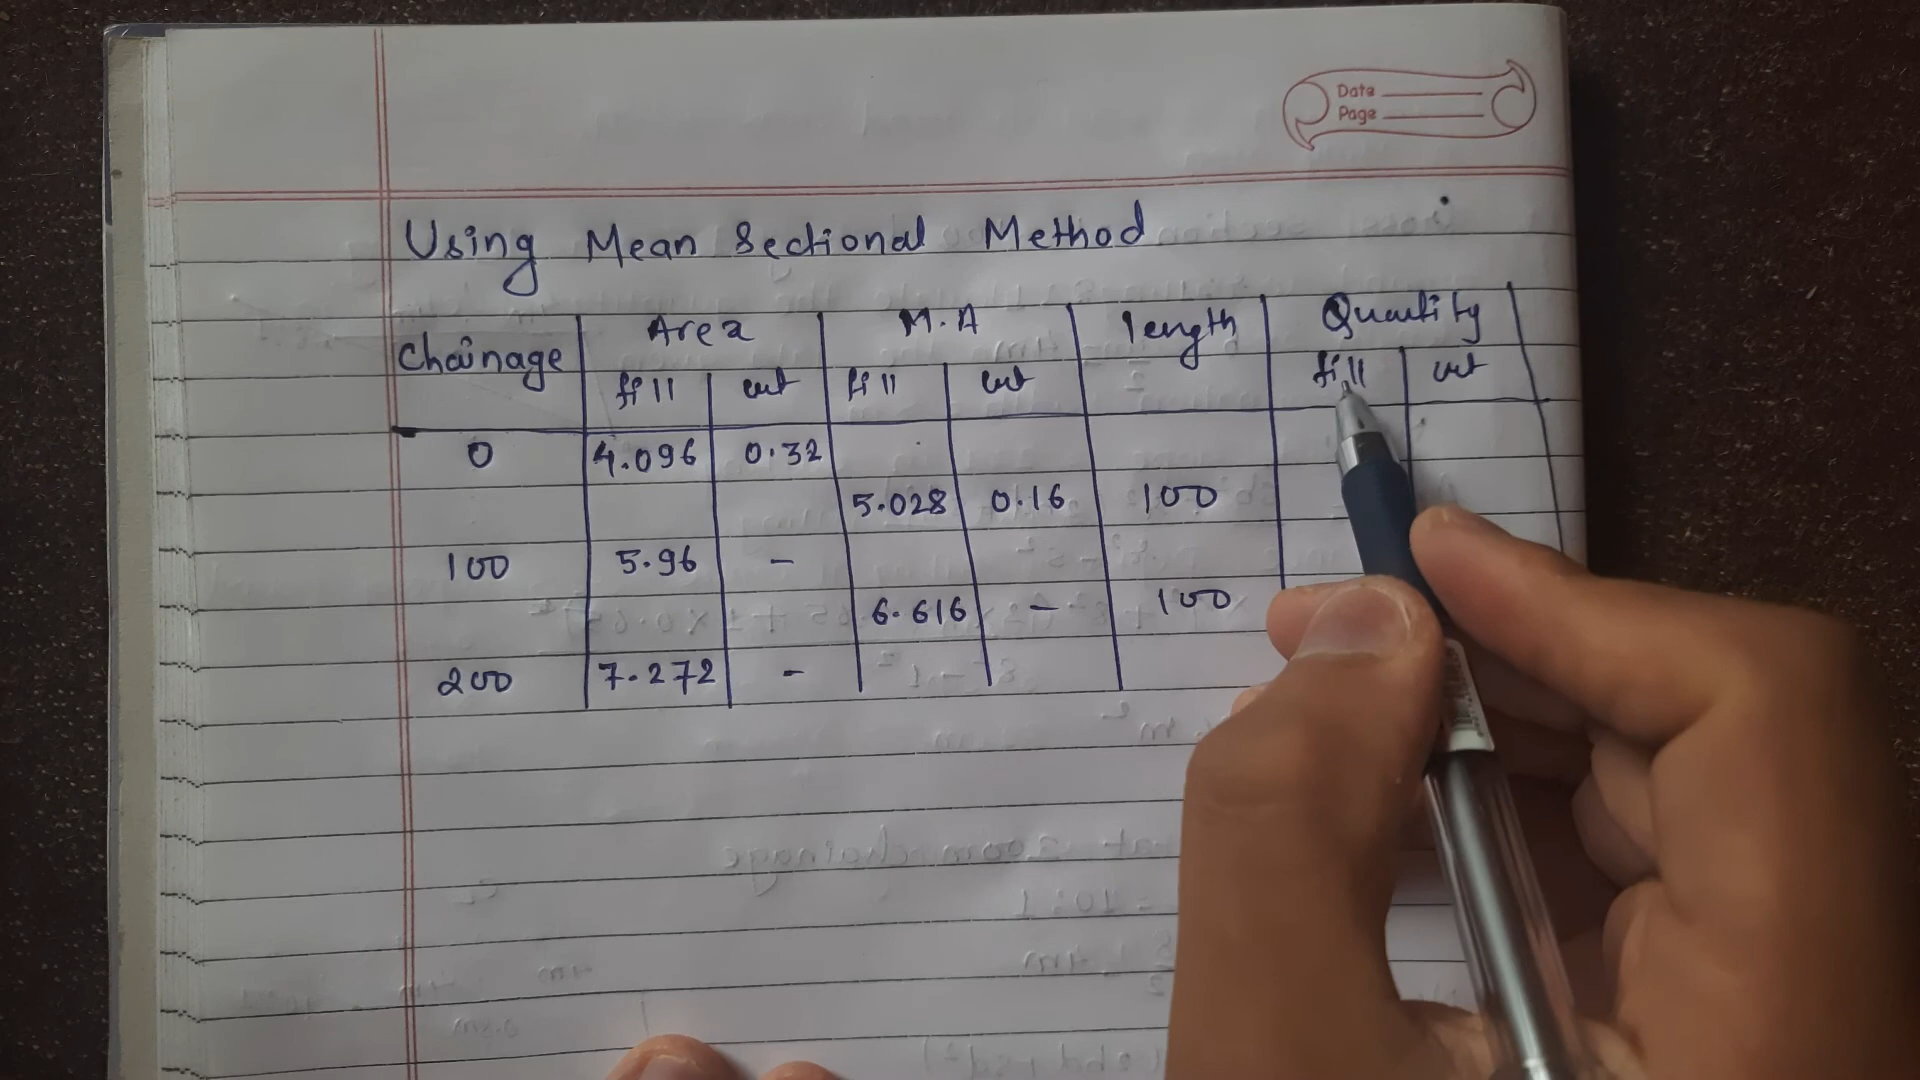 Date
Page
Using Mean Sectional Method
Chainage Area M.A length Quantity
fill cut fill cut fill cut
0 4.096 0.32
5.028 0.16 100
100 5.96 -
6.616 - 100
200 7.272 -